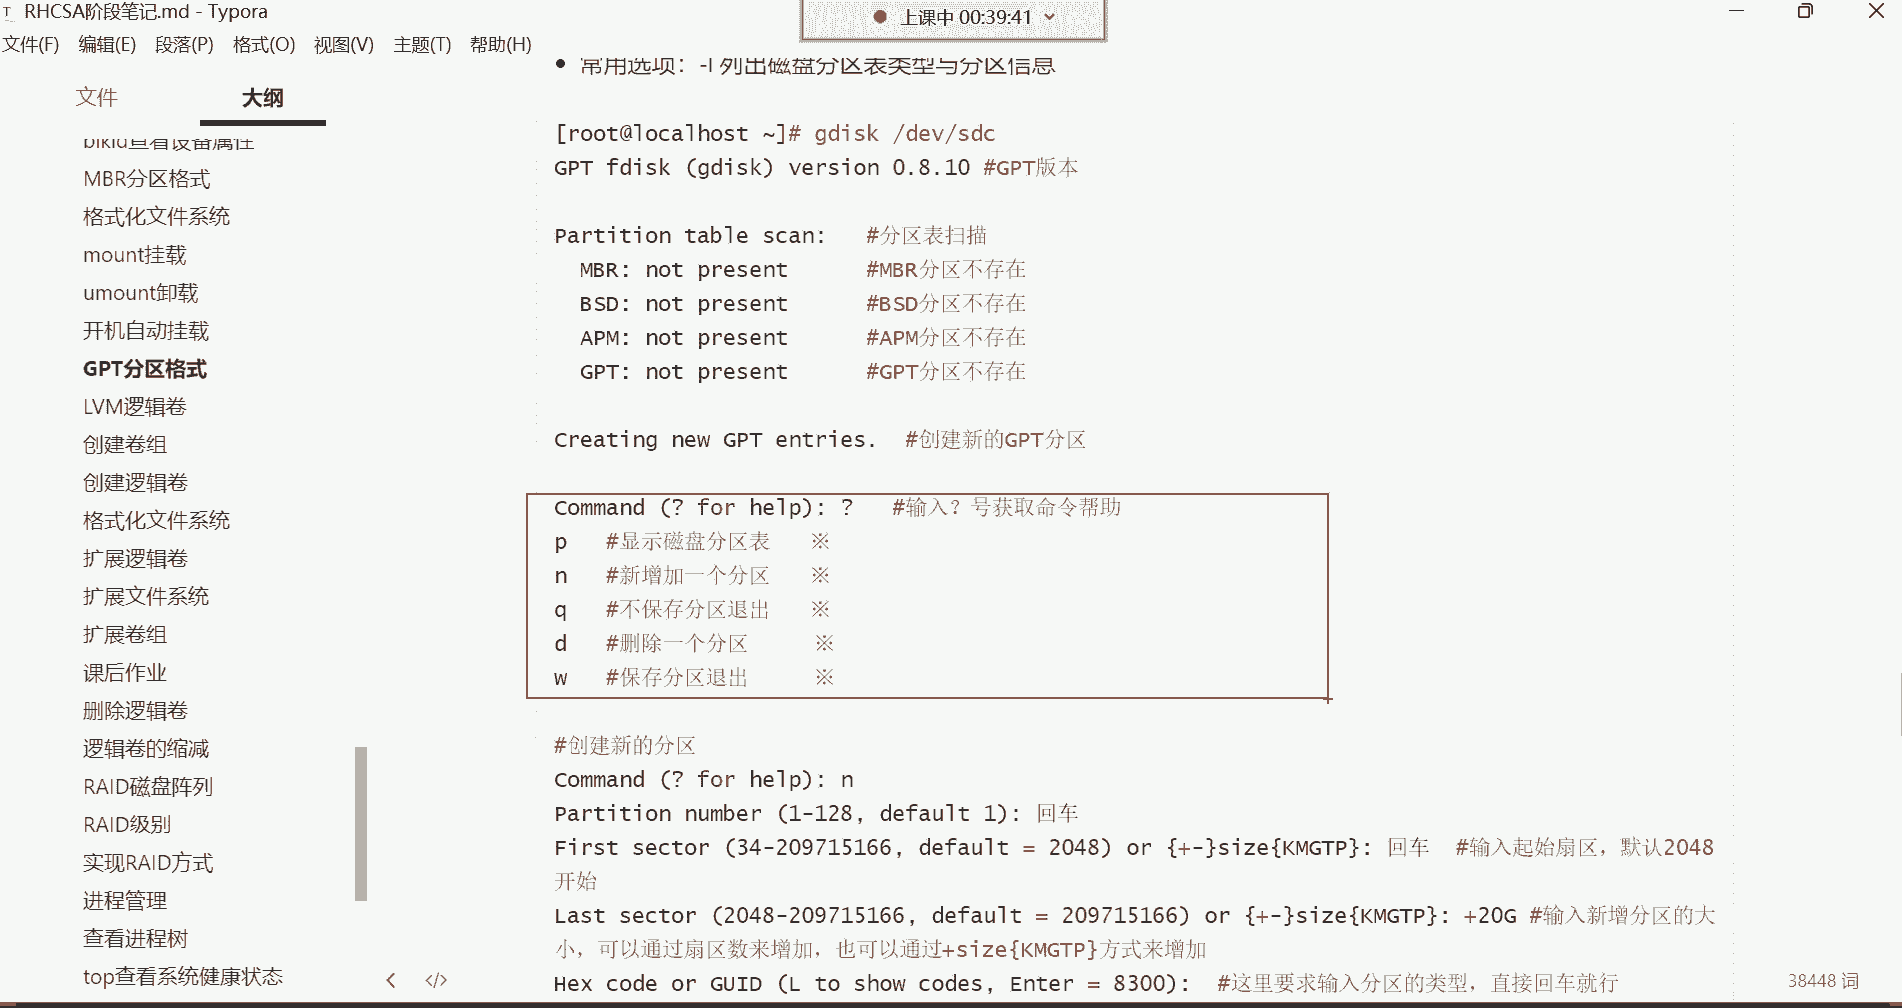 RHCSA阶段笔记.md - Typora
上课中 00:39:41
文件(F) 编辑(E) 段落(P) 格式(O) 视图(V) 主题(T) 帮助(H)
文件 大纲
blkid查看设备属性
MBR分区格式
格式化文件系统
mount挂载
umount卸载
开机自动挂载
GPT分区格式
LVM逻辑卷
创建卷组
创建逻辑卷
格式化文件系统
扩展逻辑卷
扩展文件系统
扩展卷组
课后作业
删除逻辑卷
逻辑卷的缩减
RAID磁盘阵列
RAID级别
实现RAID方式
进程管理
查看进程树
top查看系统健康状态
常用选项：-l 列出磁盘分区表类型与分区信息
[root@localhost ~]# gdisk /dev/sdc
GPT fdisk (gdisk) version 0.8.10 #GPT版本
Partition table scan: #分区表扫描
MBR: not present #MBR分区不存在
BSD: not present #BSD分区不存在
APM: not present #APM分区不存在
GPT: not present #GPT分区不存在
Creating new GPT entries. #创建新的GPT分区
Command (? for help): ? #输入？号获取命令帮助
p #显示磁盘分区表 ※
n #新增加一个分区 ※
q #不保存分区退出 ※
d #删除一个分区 ※
w #保存分区退出 ※
#创建新的分区
Command (? for help): n
Partition number (1-128, default 1): 回车
First sector (34-209715166, default = 2048) or {+-}size{KMGTP}: 回车 #输入起始扇区，默认2048
开始
Last sector (2048-209715166, default = 209715166) or {+-}size{KMGTP}: +20G #输入新增分区的大
小，可以通过扇区数来增加，也可以通过+size{KMGTP}方式来增加
Hex code or GUID (L to show codes, Enter = 8300): #这里要求输入分区的类型，直接回车就行
38448 词